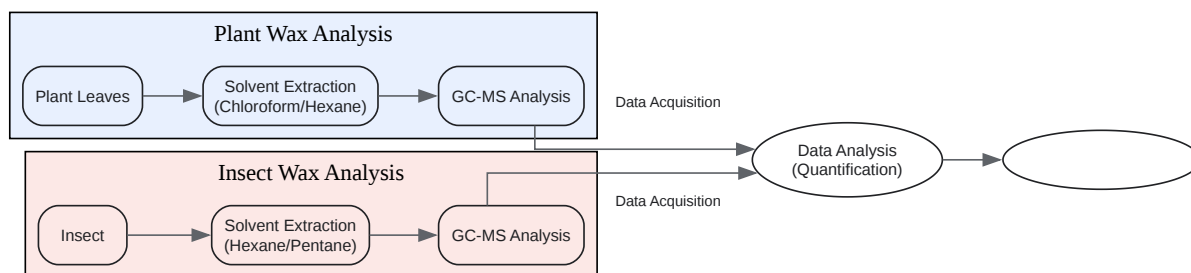 Plant Wax Analysis
Plant Leaves
Solvent Extraction
(Chloroform/Hexane)
GC-MS Analysis
Data Acquisition
Data Analysis
(Quantification)
Insect Wax Analysis
Insect
Solvent Extraction
(Hexane/Pentane)
GC-MS Analysis
Data Acquisition